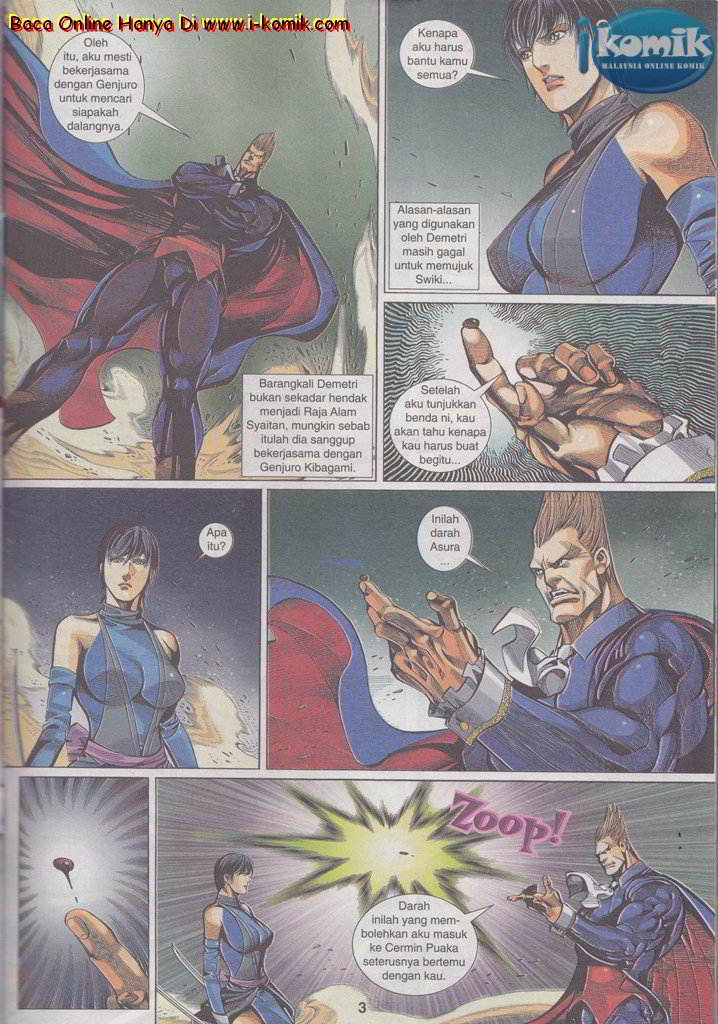 Baca Online Hanya Di www.i-komik.com
i komik
MALAYSIA ONLINE KOMIK
Oleh
itu, aku mesti
bekerjasama
dengan Genjuro
untuk mencari
siapakah
dalangnya.
Barangkali Demetri
bukan sekadar hendak
menjadi Raja Alam
Syaitan, mungkin sebab
itulah dia sanggup
bekerjasama dengan
Genjuro Kibagami.
Kenapa
aku harus
bantu kamu
semua?
Alasan-alasan
yang digunakan
oleh Demetri
masih gagal
untuk memujuk
Swiki...
Setelah
aku tunjukkan
benda ni, kau
akan tahu kenapa
kau harus buat
begitu...
Apa
itu?
Inilah
darah
Asura
...
Zoop!
Darah
inilah yang mem-
bolehkan aku masuk
ke Cermin Puaka
seterusnya bertemu
dengan kau.
3